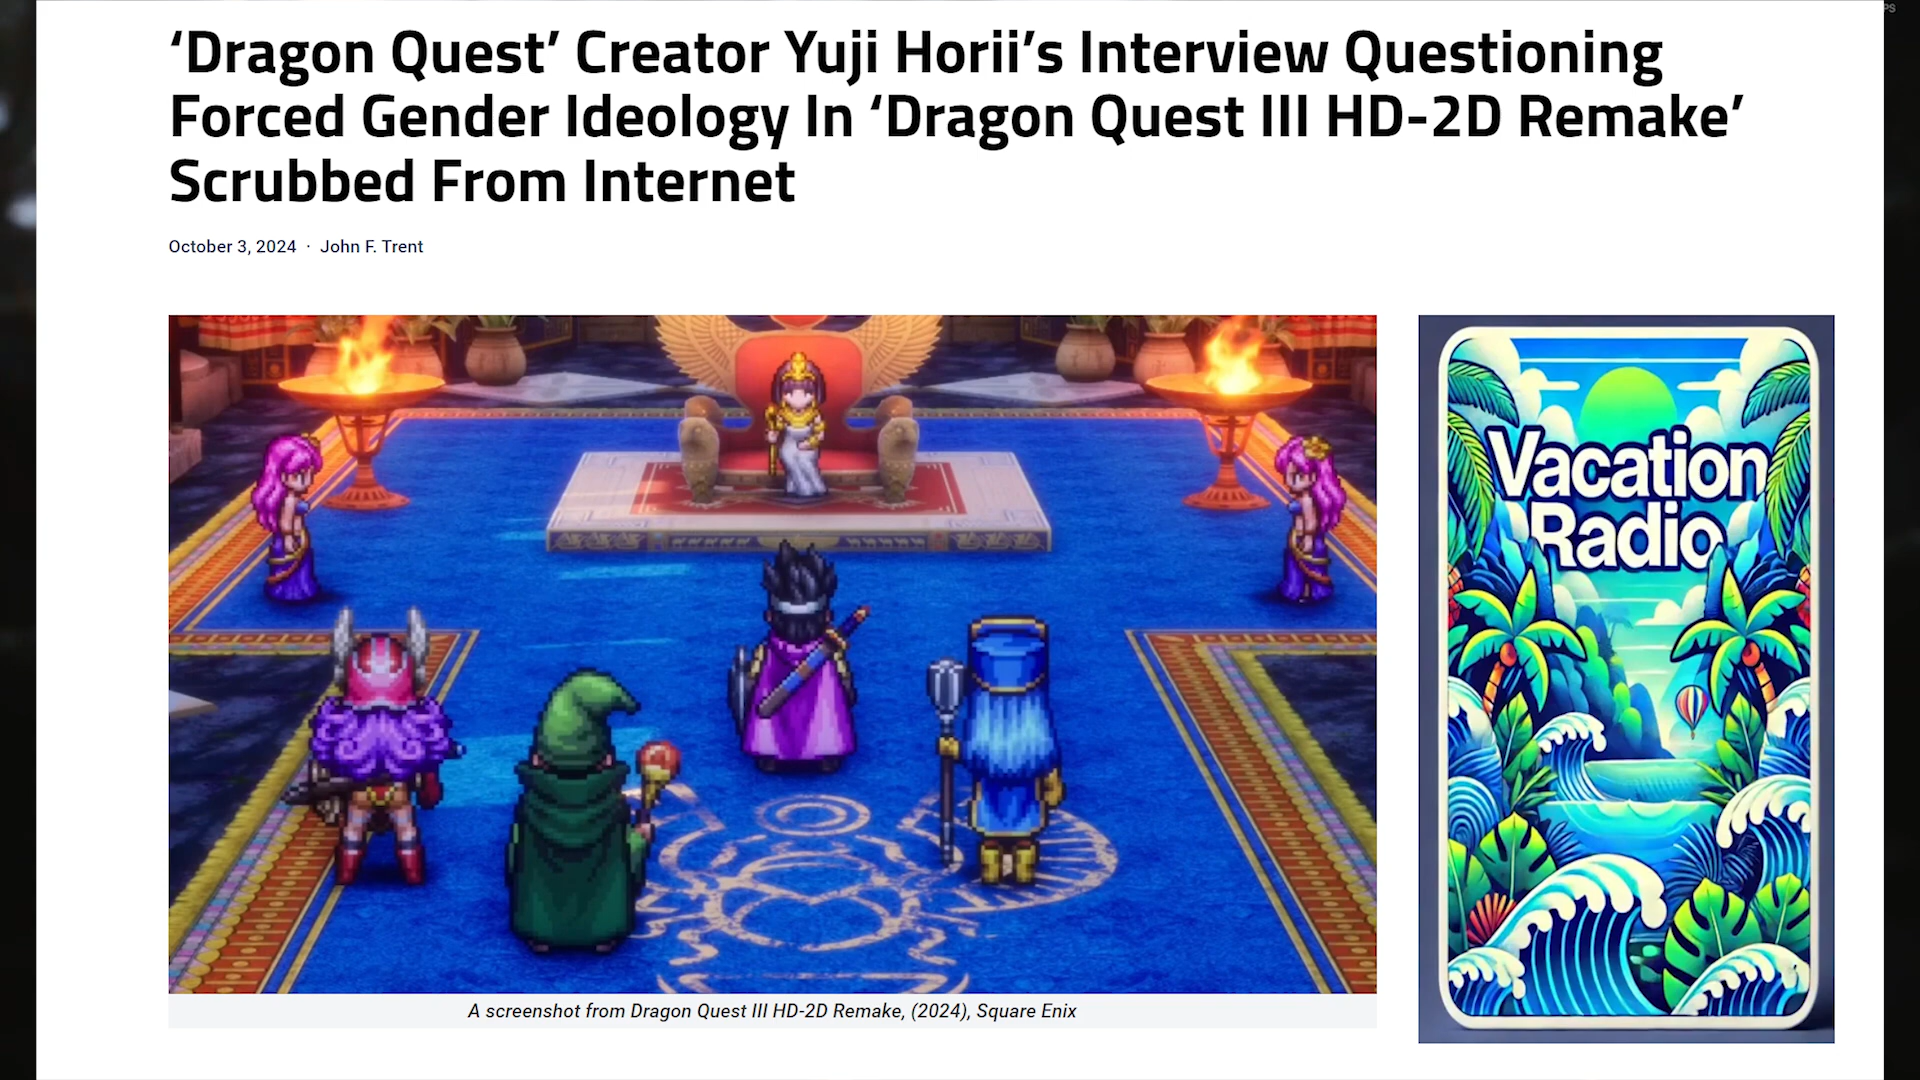 ‘Dragon Quest’ Creator Yuji Horii’s Interview Questioning
Forced Gender Ideology In ‘Dragon Quest III HD-2D Remake’
Scrubbed From Internet
October 3, 2024 · John F. Trent
Vacation
Radio
A screenshot from Dragon Quest III HD-2D Remake, (2024), Square Enix